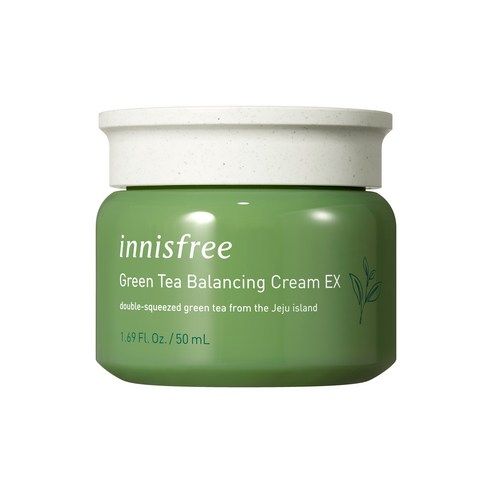 innisfree
Green Tea Balancing Cream EX
double-squeezed green tea from the Jeju island
1.69 Fl. Oz. / 50 mL